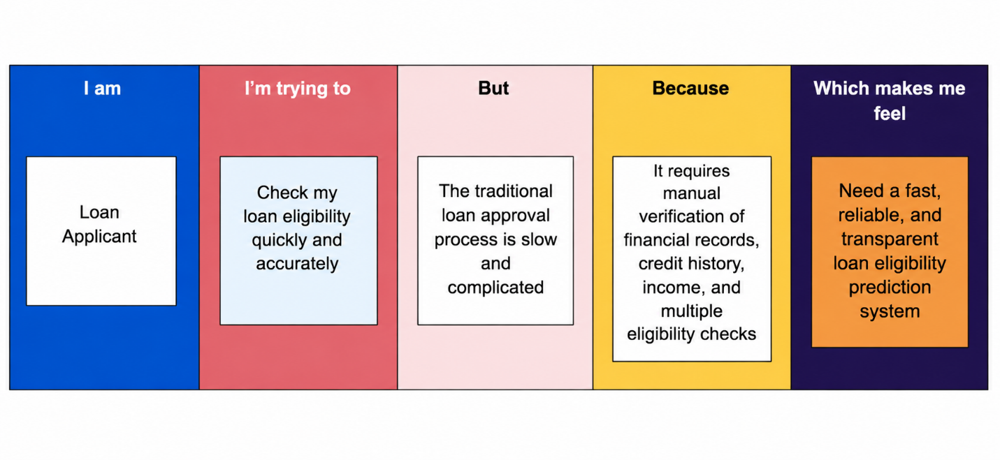 I am
Loan
Applicant
I’m trying to
Check my
loan eligibility
quickly and
accurately
But
The traditional
loan approval
process is slow
and
complicated
Because
It requires
manual
verification of
financial records,
credit history,
income, and
multiple
eligibility checks
Which makes me
feel
Need a fast,
reliable, and
transparent
loan eligibility
prediction
system